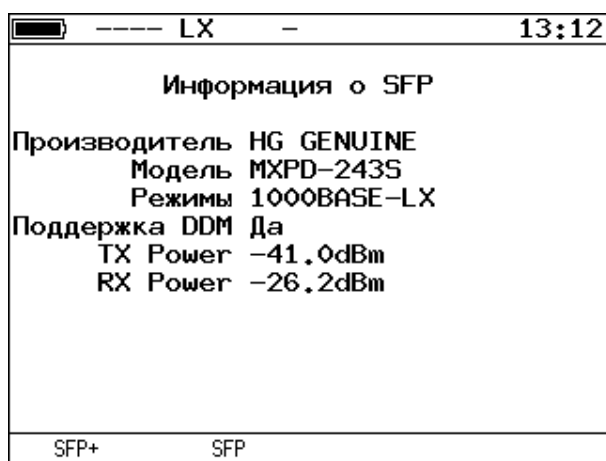 ---- LX - 13:12
Информация о SFP
Производитель HG GENUINE
Модель MXPD-243S
Режимы 1000BASE-LX
Поддержка DDM Да
TX Power -41.0dBm
RX Power -26.2dBm
SFP+ SFP